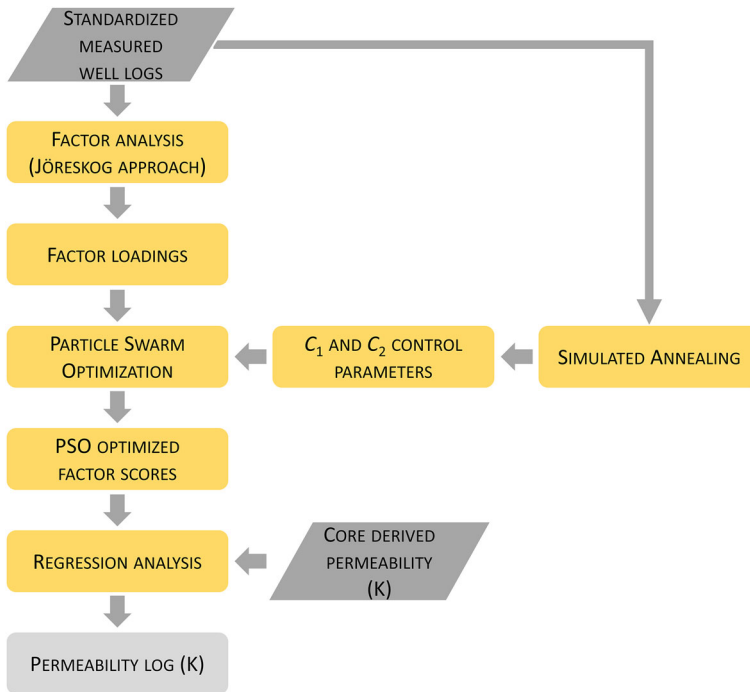 STANDARDIZED
MEASURED
WELL LOGS
FACTOR ANALYSIS
(JÖRESKOG APPROACH)
FACTOR LOADINGS
PARTICLE SWARM
OPTIMIZATION
C₁ AND C₂ CONTROL
PARAMETERS
SIMULATED ANNEALING
PSO OPTIMIZED
FACTOR SCORES
REGRESSION ANALYSIS
CORE DERIVED
PERMEABILITY
(K)
PERMEABILITY LOG (K)